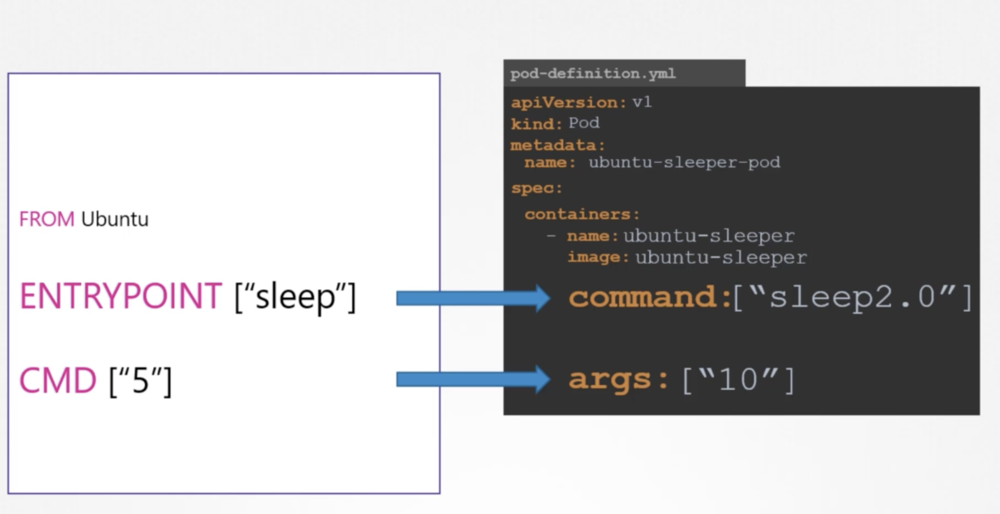 FROM Ubuntu
ENTRYPOINT [“sleep”]
CMD [“5”]
pod-definition.yml
apiVersion: v1
kind: Pod
metadata:
name: ubuntu-sleeper-pod
spec:
containers:
- name: ubuntu-sleeper
image: ubuntu-sleeper
command:[“sleep2.0”]
args: [“10”]